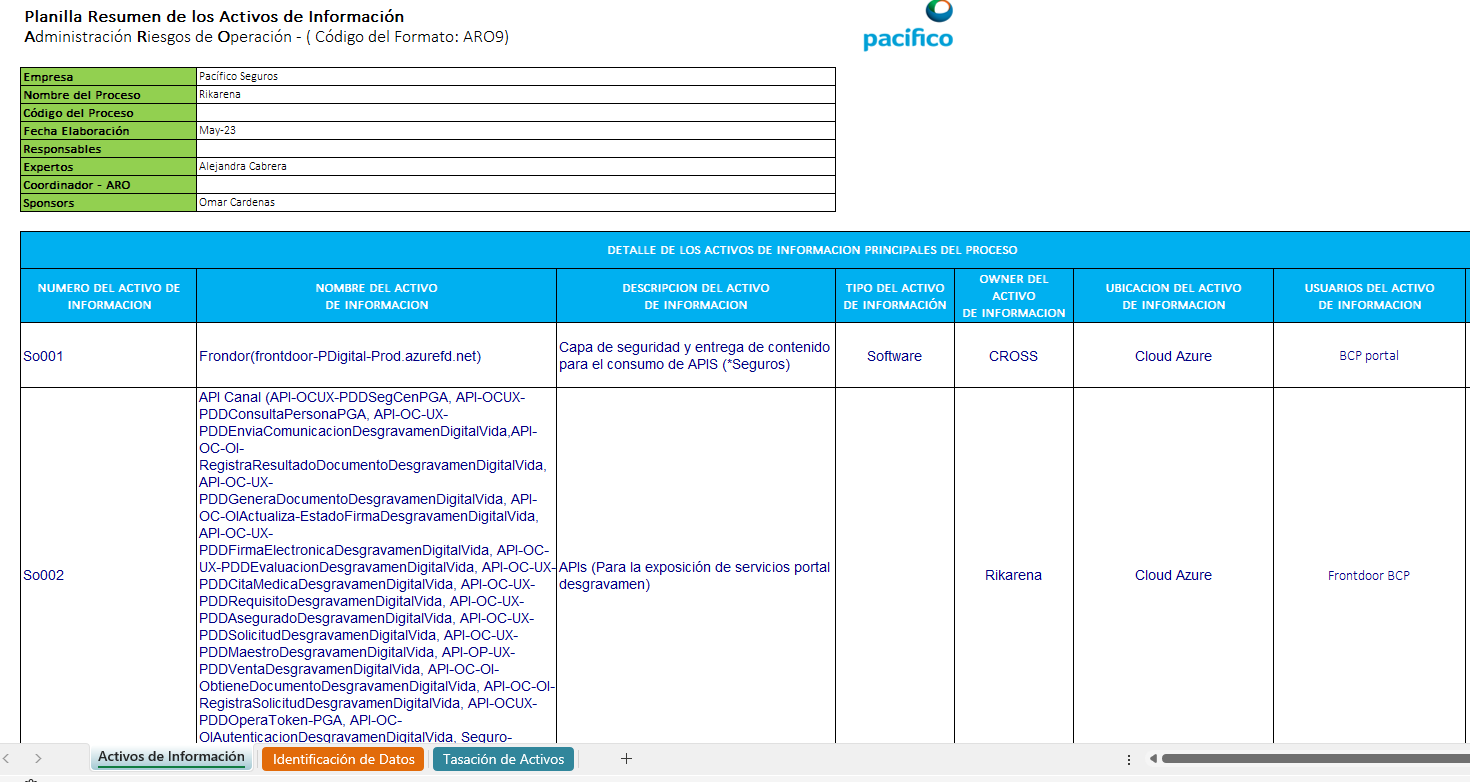 Planilla Resumen de los Activos de Información
Administración Riesgos de Operación - ( Código del Formato: ARO9)
pacífico
Empresa Pacífico Seguros
Nombre del Proceso Rikarena
Código del Proceso
Fecha Elaboración May-23
Responsables
Expertos Alejandra Cabrera
Coordinador - ARO
Sponsors Omar Cardenas
DETALLE DE LOS ACTIVOS DE INFORMACION PRINCIPALES DEL PROCESO
NUMERO DEL ACTIVO DE
INFORMACION
NOMBRE DEL ACTIVO
DE INFORMACION
DESCRIPCION DEL ACTIVO
DE INFORMACION
TIPO DEL ACTIVO
DE INFORMACIÓN
OWNER DEL
ACTIVO
DE INFORMACION
UBICACION DEL ACTIVO
DE INFORMACION
USUARIOS DEL ACTIVO
DE INFORMACION
So001
Frondor(frontdoor-PDigital-Prod.azurefd.net)
Capa de seguridad y entrega de contenido
para el consumo de APIS (*Seguros)
Software
CROSS
Cloud Azure
BCP portal
So002
API Canal (API-OCUX-PDDSegCenPGA, API-OCUX-
PDDConsultaPersonaPGA, API-OC-UX-
PDDEnviaComunicacionDesgravamenDigitalVida,API-
OC-OI-
RegistraResultadoDocumentoDesgravamenDigitalVida,
API-OC-UX-
PDDGeneraDocumentoDesgravamenDigitalVida, API-
OC-OIActualiza-EstadoFirmaDesgravamenDigitalVida,
API-OC-UX-
PDDFirmaElectronicaDesgravamenDigitalVida, API-OC-
UX-PDDEvaluacionDesgravamenDigitalVida, API-OC-UX-
PDDCitaMedicaDesgravamenDigitalVida, API-OC-UX-
PDDRequisitoDesgravamenDigitalVida, API-OC-UX-
PDDAseguradoDesgravamenDigitalVida, API-OC-UX-
PDDSolicitudDesgravamenDigitalVida, API-OC-UX-
PDDMaestroDesgravamenDigitalVida, API-OP-UX-
PDDVentaDesgravamenDigitalVida, API-OC-OI-
ObtieneDocumentoDesgravamenDigitalVida, API-OC-OI-
RegistraSolicitudDesgravamenDigitalVida, API-OCUX-
PDDOperaToken-PGA, API-OC-
OIAutenticacionDesgravamenDigitalVida, Seguro-
APIs (Para la exposición de servicios portal
desgravamen)
Rikarena
Cloud Azure
Frontdoor BCP
Activos de Información
Identificación de Datos
Tasación de Activos